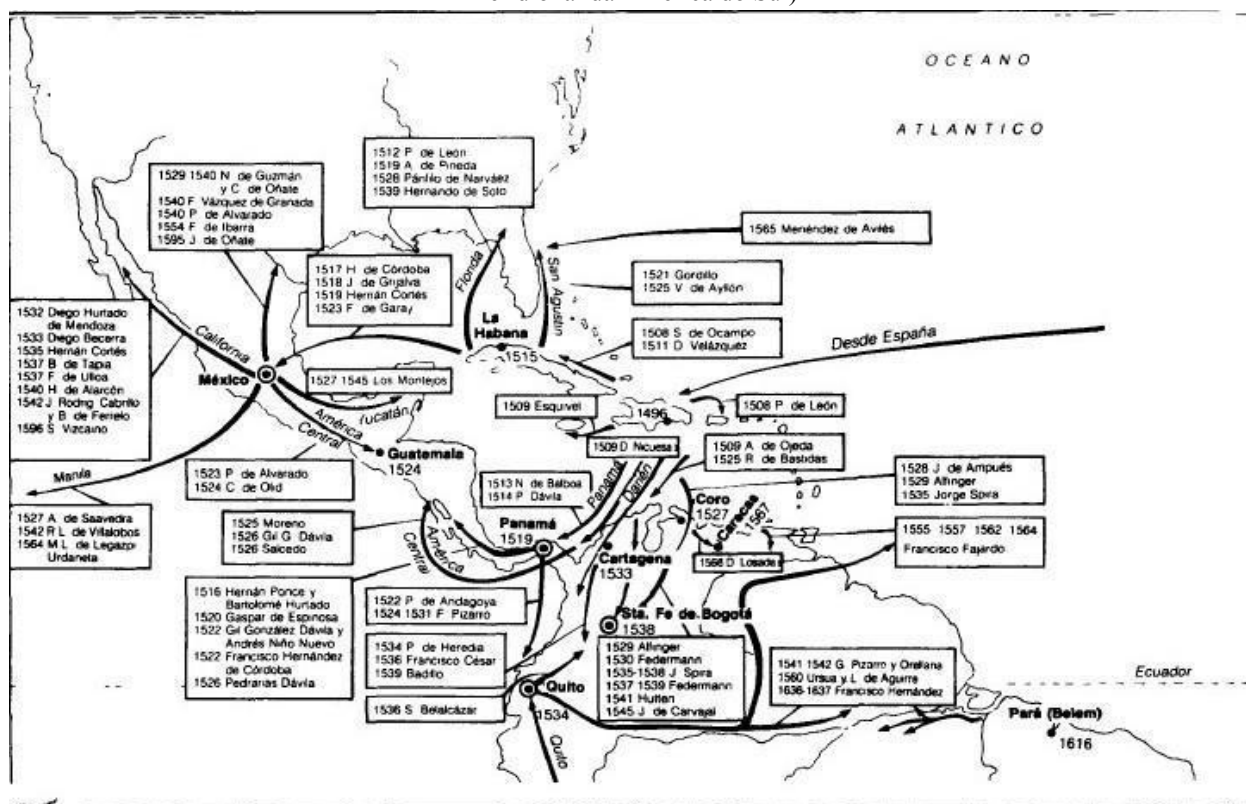 OCEANO
ATLANTICO
1512 P de León
1519 A de Pineda
1528 Pánfilo de Narváez
1539 Hernando de Soto
1529 1540 N de Guzmán
y C de Oñate
1540 F Vázquez de Granada
1540 P de Alvarado
1554 F de Ibarra
1595 J de Oñate
1565 Menéndez de Avilés
1517 H de Córdoba
1518 J de Grijalva
1519 Hernán Cortés
1523 F de Garay
Florida
San Agustín
1521 Gordillo
1525 V de Ayllón
1532 Diego Hurtado
de Mendoza
1533 Diego Becerra
1535 Hernán Cortés
1537 B de Tapia
1537 F de Ulloa
1540 H de Alarcón
1542 J Rodrig Cabrillo
y B de Ferrelo
1596 S Vizcaino
California
La
Habana
1515
1508 S de Ocampo
1511 D Velázquez
Desde España
México
1527 1545 Los Montejos
Yucatán
América
Central
1509 Esquivel
1496
1508 P de León
Guatemala
1524
1509 D Nicuesa
1509 A de Ojeda
1525 R de Bastidas
Manila
1523 P de Alvarado
1524 C de Olid
1513 N de Balboa
1514 P Dávila
Panamá
Darién
1528 J de Ampués
1529 Alfinger
1535 Jorge Spira
Coro
1527
Caracas
1567
1527 A de Saavedra
1542 R L de Villalobos
1564 M L de Legazpi
Urdaneta
1525 Moreno
1526 Gil G Dávila
1526 Salcedo
América
Central
Panamá
1519
Cartagena
1533
1568 D Losada
1555 1557 1562 1564
Francisco Fajardo
1516 Hernán Ponce y
Bartolomé Hurtado
1520 Gaspar de Espinosa
1522 Gil González Dávila y
Andrés Niño Nuevo
1522 Francisco Hernández
de Córdoba
1526 Pedrarias Dávila
1522 P de Andagoya
1524 1531 F Pizarro
Sta. Fe de Bogotá
1538
1534 P de Heredia
1536 Francisco César
1539 Badillo
1529 Alfinger
1530 Federmann
1535-1538 J Spira
1537 1539 Federmann
1541 Hutten
1545 J de Carvajal
1541 1542 G Pizarro y Orellana
1560 Ursua y L de Aguirre
1636-1637 Francisco Hernández
Ecuador
1536 S Belalcázar
Quito
1534
Quito
Pará (Belem)
1616